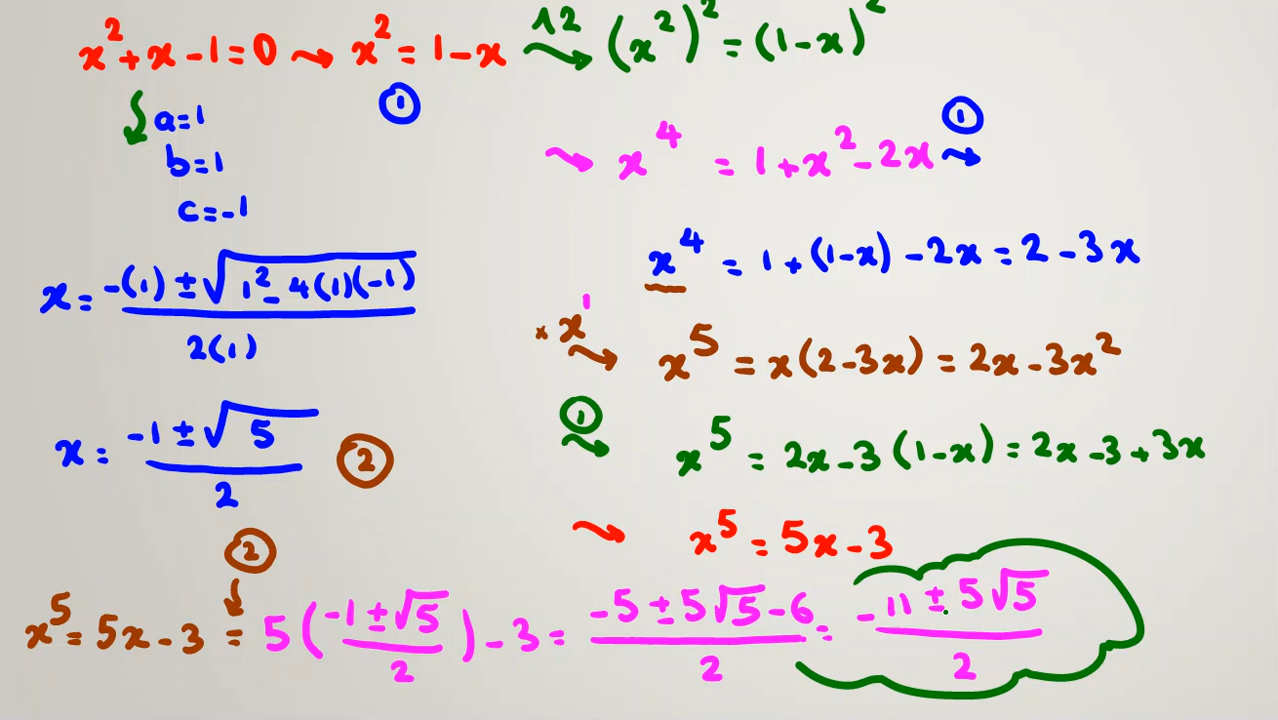 x² + x - 1 = 0 ⇝ x² = 1 - x ⇝ ^2 (x²)² = (1 - x)²
a = 1
b = 1
c = -1
①
①
⇝ x⁴ = 1 + x² - 2x ⇝
x⁴ = 1 + (1 - x) - 2x = 2 - 3x
x = (-(1) ± √(1² - 4(1)(-1))) / 2(1)
× x¹ ⇝ x⁵ = x(2 - 3x) = 2x - 3x²
x = (-1 ± √5) / 2 ②
① ⇝ x⁵ = 2x - 3(1 - x) = 2x - 3 + 3x
⇝ x⁵ = 5x - 3
②
x⁵ = 5x - 3 = 5((-1 ± √5) / 2) - 3 = (-5 ± 5√5 - 6) / 2 = (-11 ± 5√5) / 2